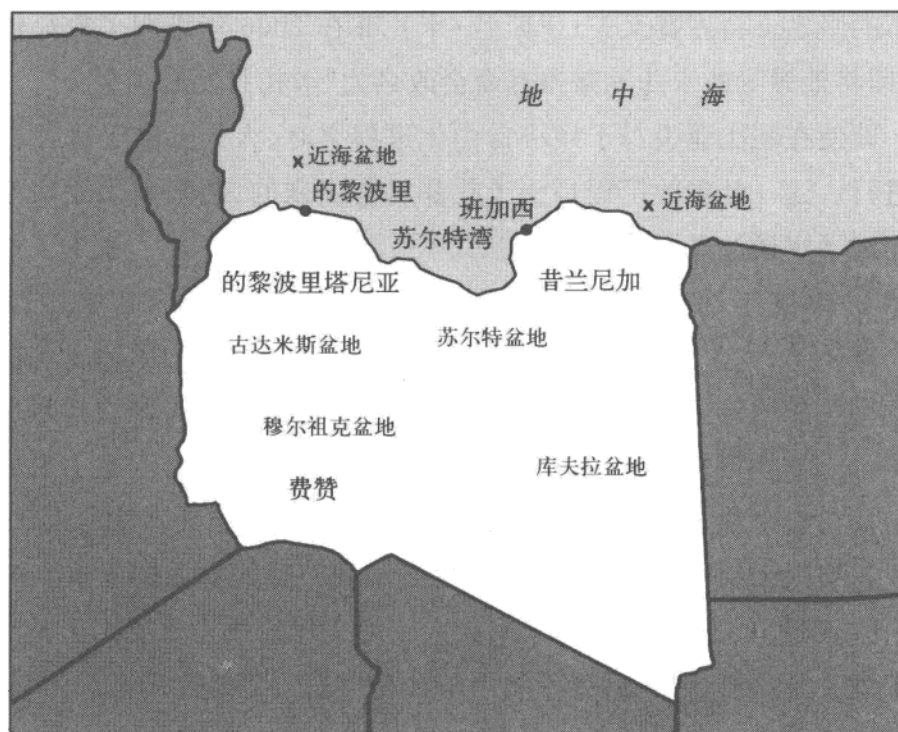 地 中 海
近海盆地
的黎波里
近海盆地
班加西
苏尔特湾
的黎波里塔尼亚
昔兰尼加
古达米斯盆地
苏尔特盆地
穆尔祖克盆地
库夫拉盆地
费赞